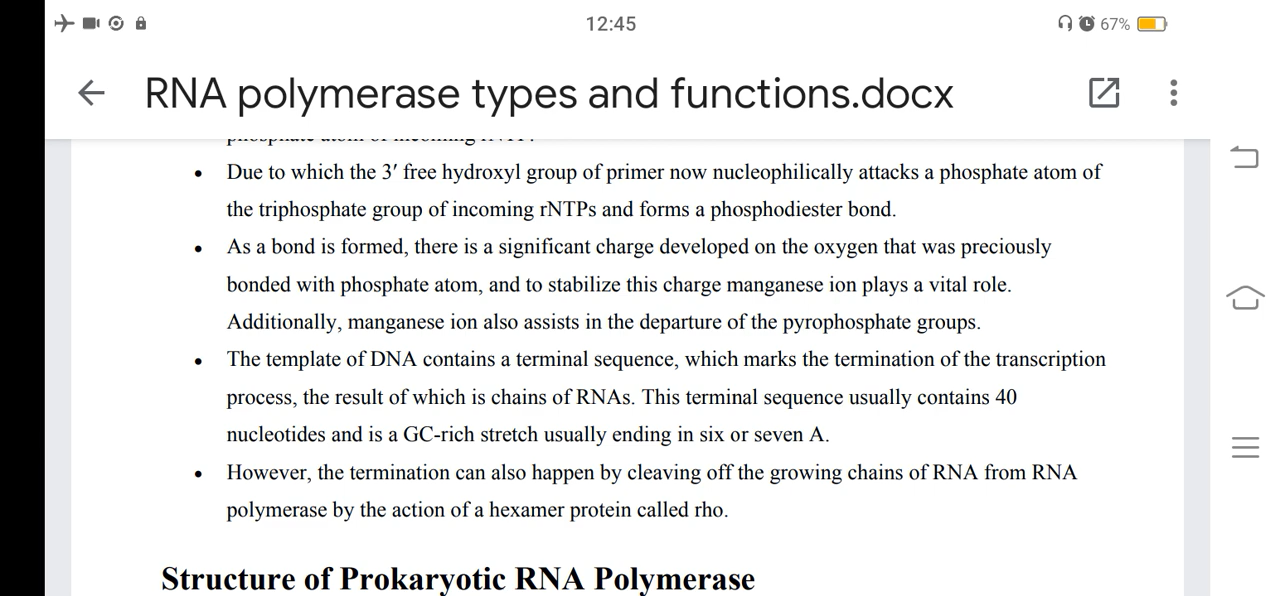 12:45
67%
RNA polymerase types and functions.docx
• Due to which the 3′ free hydroxyl group of primer now nucleophilically attacks a phosphate atom of
the triphosphate group of incoming rNTPs and forms a phosphodiester bond.
• As a bond is formed, there is a significant charge developed on the oxygen that was preciously
bonded with phosphate atom, and to stabilize this charge manganese ion plays a vital role.
Additionally, manganese ion also assists in the departure of the pyrophosphate groups.
• The template of DNA contains a terminal sequence, which marks the termination of the transcription
process, the result of which is chains of RNAs. This terminal sequence usually contains 40
nucleotides and is a GC-rich stretch usually ending in six or seven A.
• However, the termination can also happen by cleaving off the growing chains of RNA from RNA
polymerase by the action of a hexamer protein called rho.
Structure of Prokaryotic RNA Polymerase